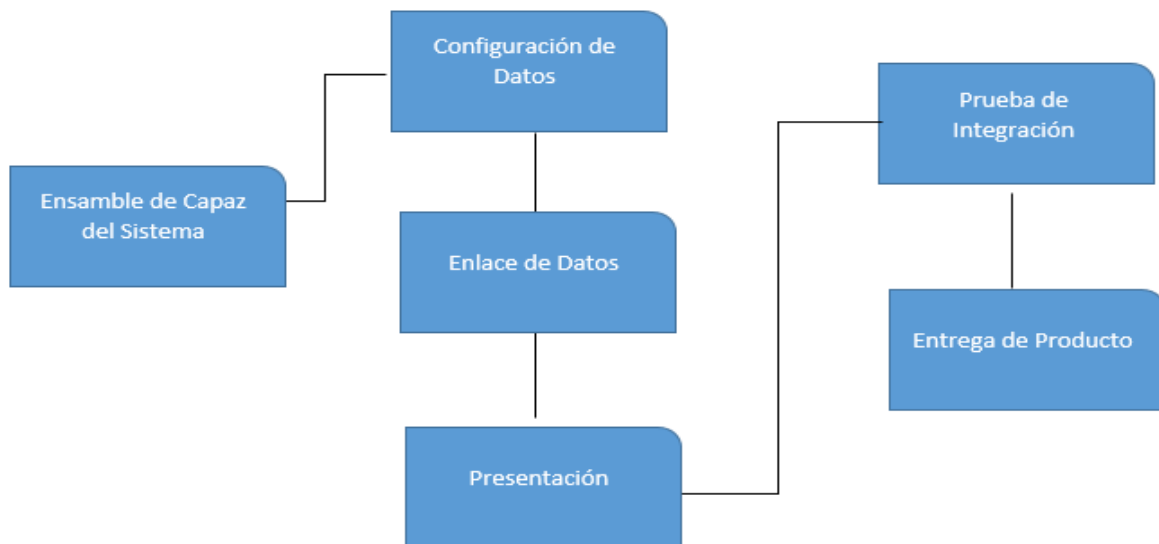 Configuración de
Datos
Prueba de
Integración
Ensamble de Capaz
del Sistema
Enlace de Datos
Entrega de Producto
Presentación